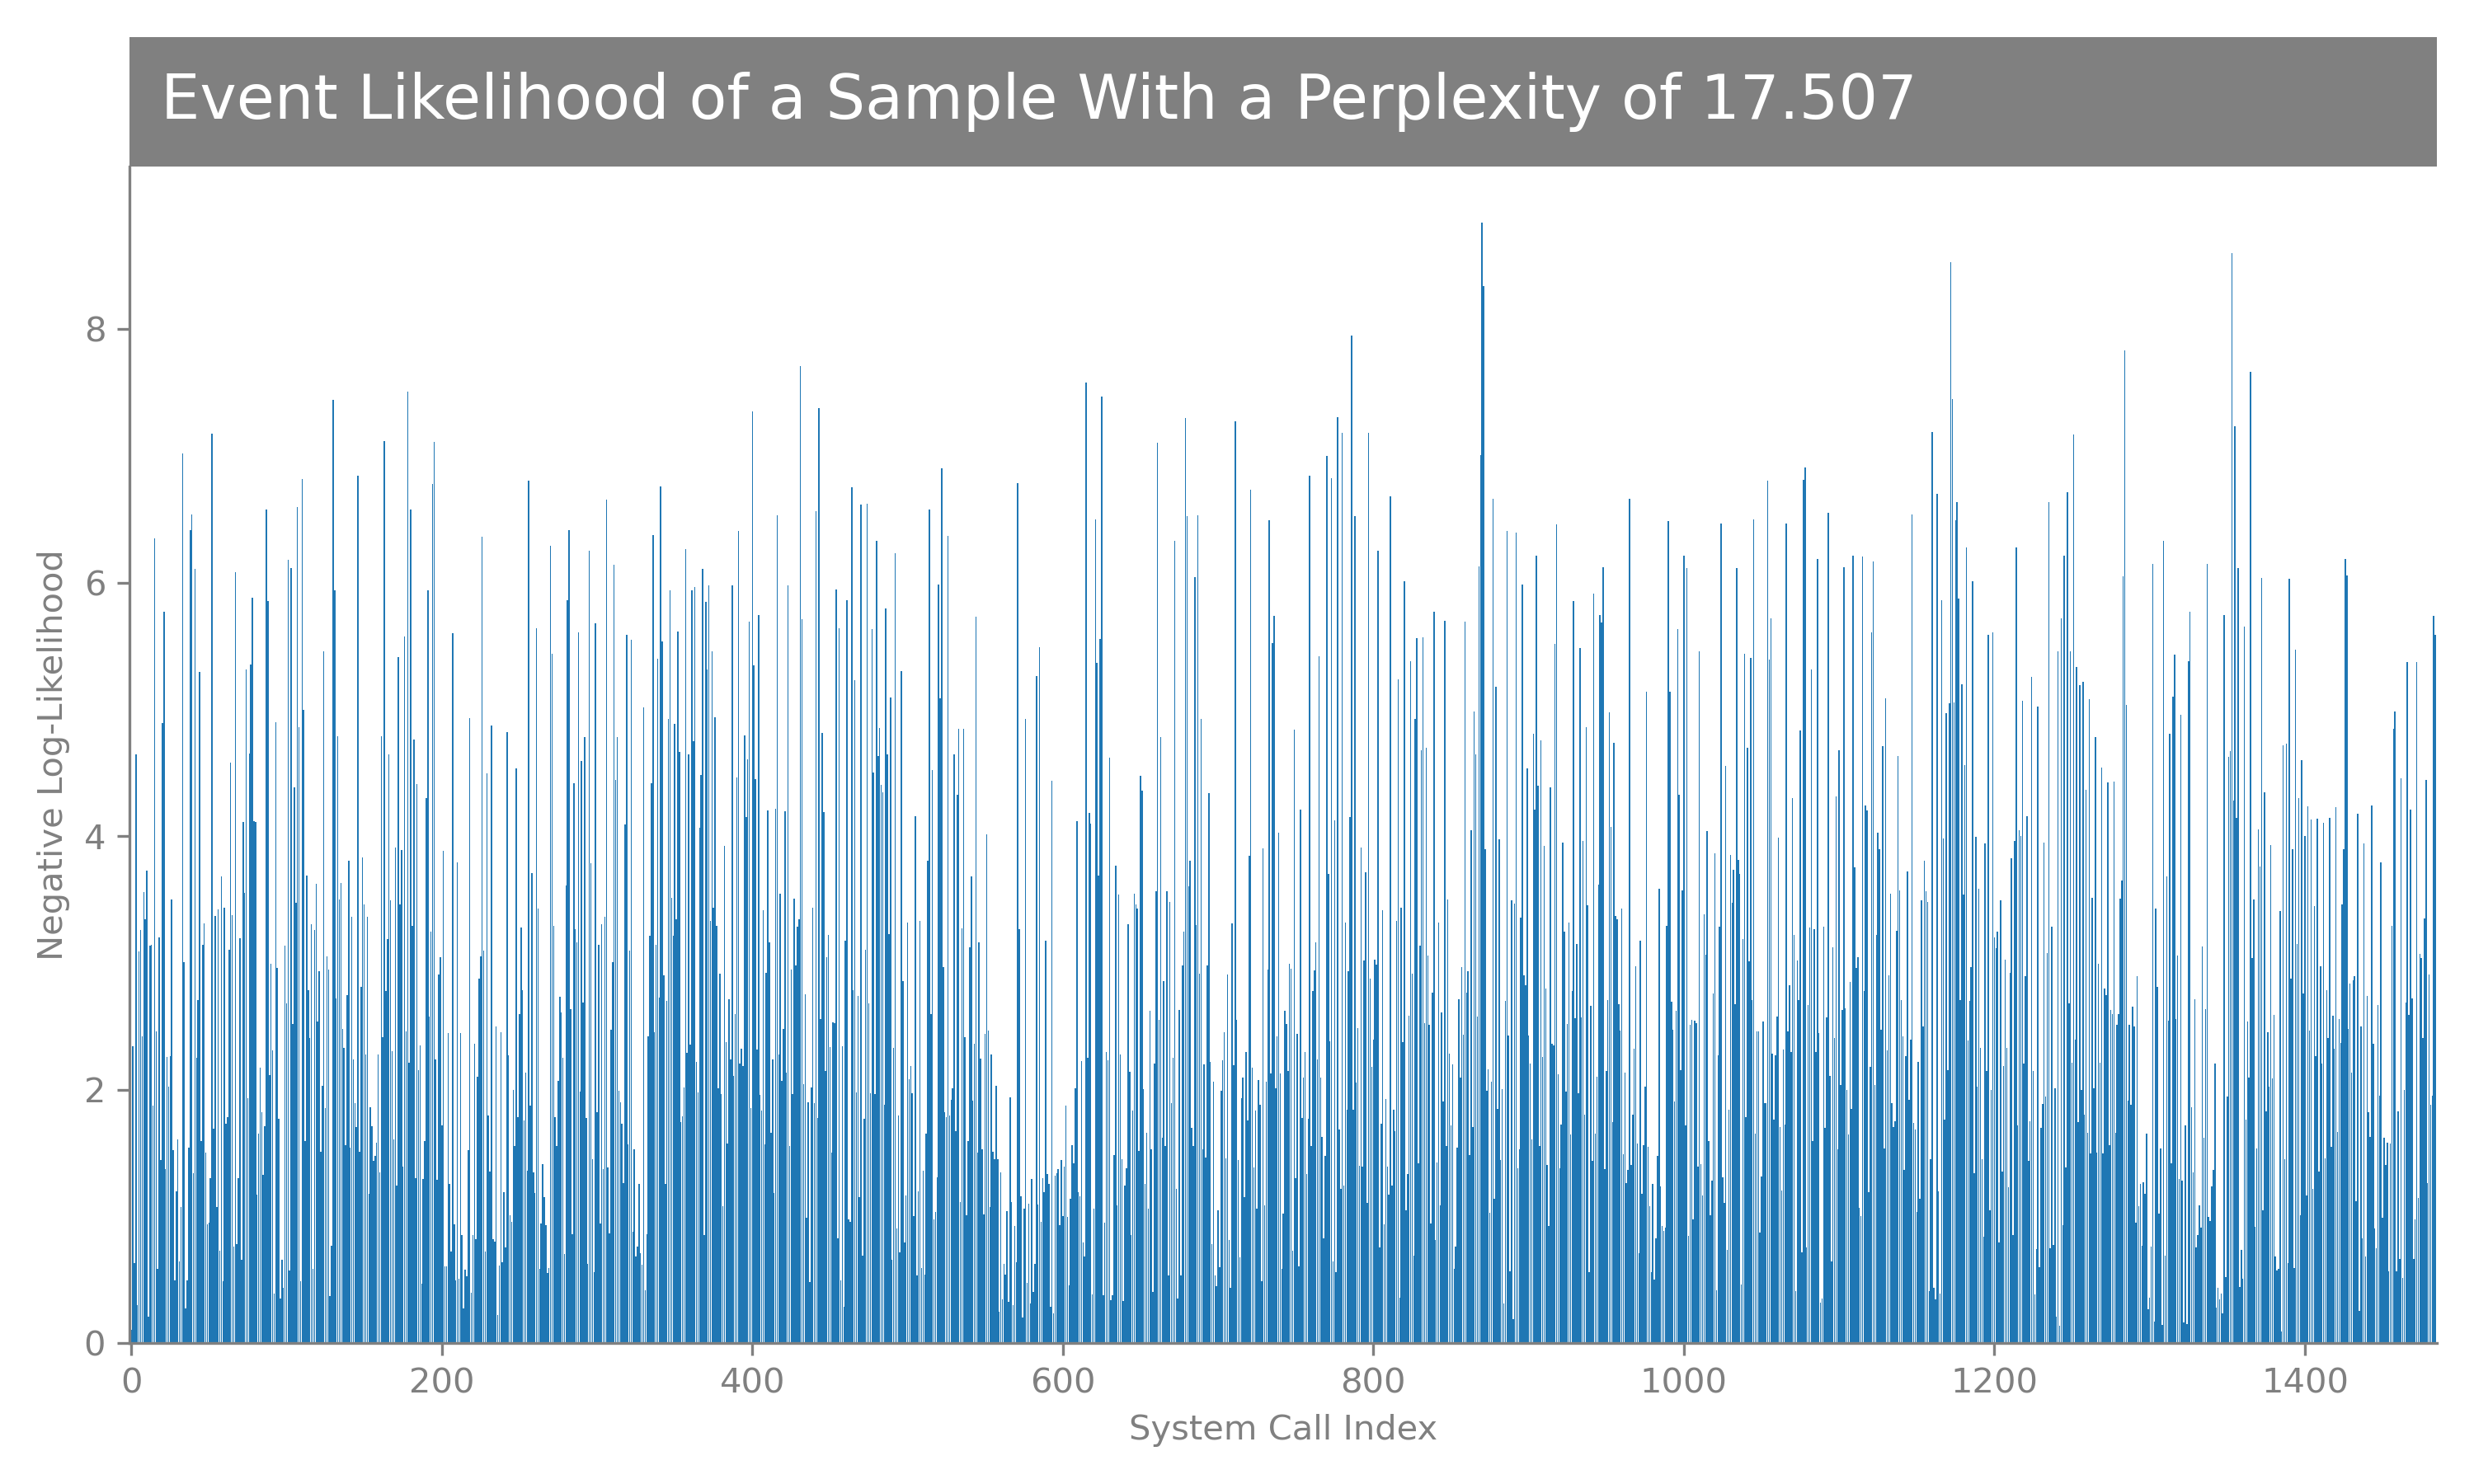 Event Likelihood of a Sample With a Perplexity of 17.507
Negative Log-Likelihood
8
6
4
2
0
0 200 400 600 800 1000 1200 1400
System Call Index